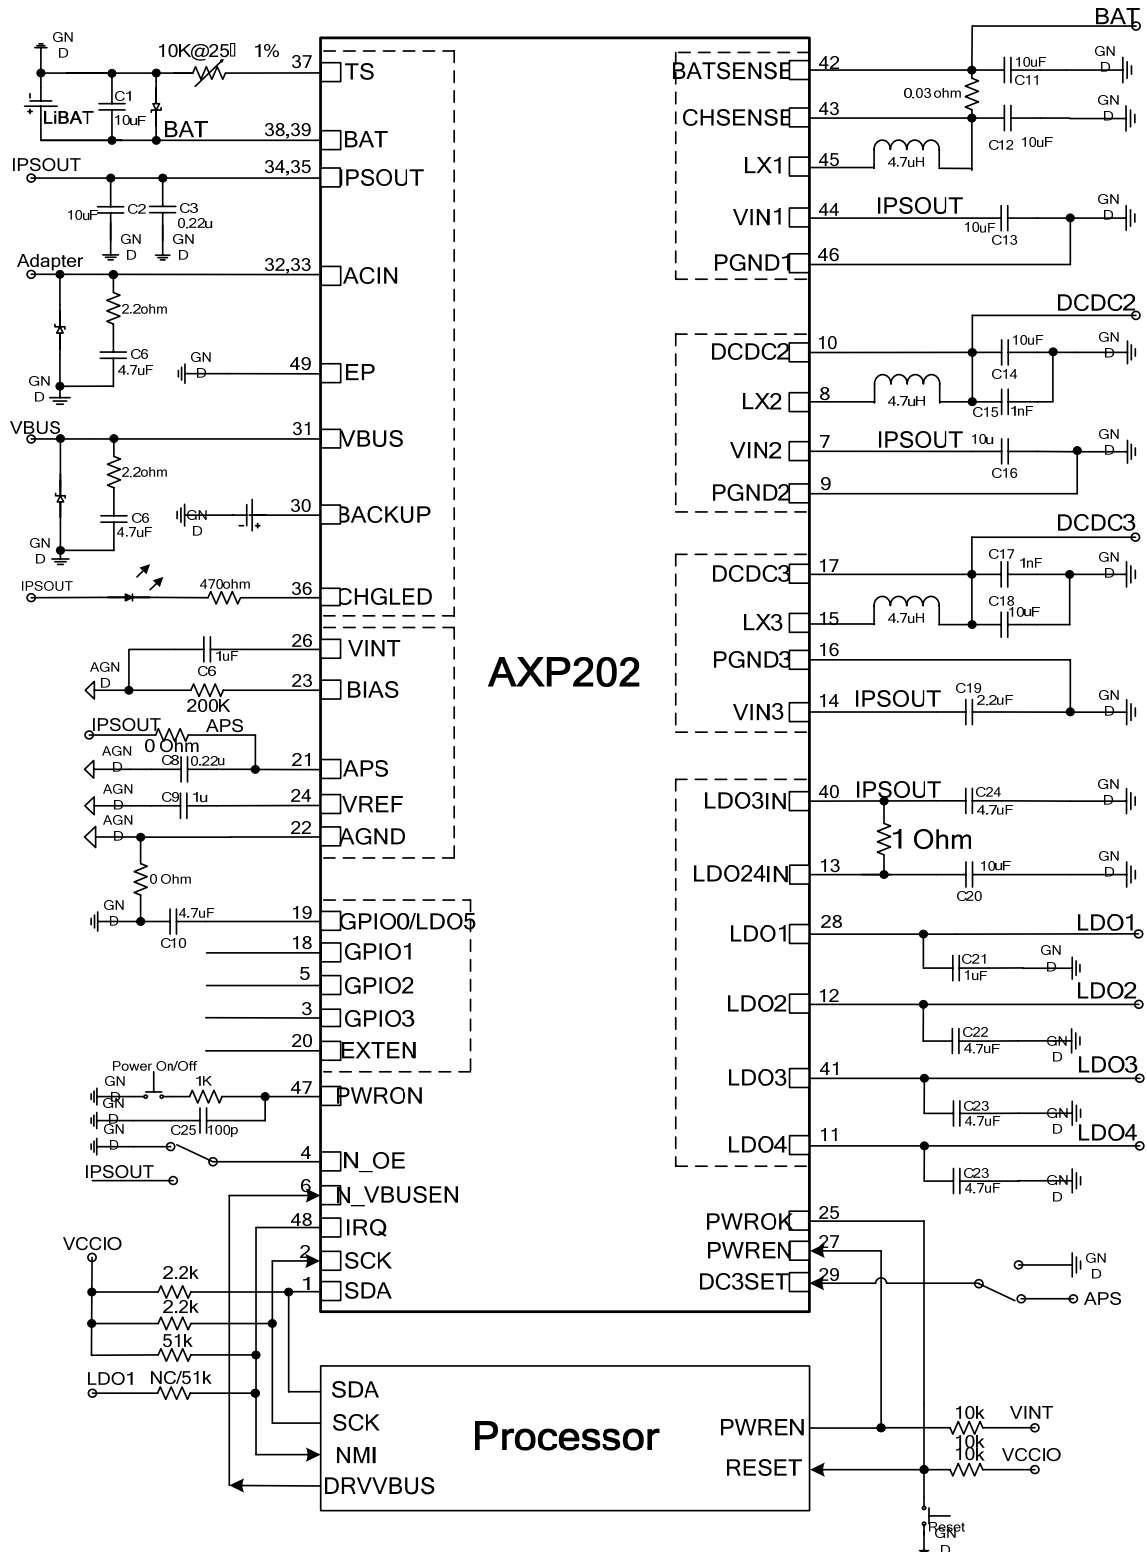 GN
D
10K@25 1%
37
TS
C1
10uF
LiBAT
BAT
38,39
BAT
IPSOUT
34,35
IPSOUT
10uF
C2
C3
0.22u
GN
D
GN
D
Adapter
32,33
ACIN
2.2ohm
C6
4.7uF
GN
D
GN
D
49
EP
VBUS
31
VBUS
2.2ohm
C6
4.7uF
GN
D
GN
D
30
BACKUP
IPSOUT
470ohm
36
CHGLED
26
VINT
1uF
C6
AGN
D
23
BIAS
200K
IPSOUT
APS
0 Ohm
AGN
D
C8
0.22u
21
APS
AGN
D
C9
1u
24
VREF
AGN
D
22
AGND
0 Ohm
GN
D
4.7uF
C10
19
GPIO0/LDO5
18
GPIO1
5
GPIO2
3
GPIO3
20
EXTEN
Power On/Off
GN
D
1K
47
PWRON
GN
D
C25
100p
GN
D
4
N_OE
IPSOUT
6
N_VBUSEN
48
IRQ
VCCIO
2
SCK
2.2k
1
SDA
2.2k
51k
LDO1
NC/51k
AXP202
BAT
BATSENSE
42
10uF
C11
GN
D
0.03ohm
CHSENSE
43
C12
10uF
GN
D
LX1
45
4.7uH
VIN1
44
IPSOUT
10uF
C13
GN
D
PGND1
46
DCDC2
DCDC2
10
10uF
C14
GN
D
LX2
8
4.7uH
C15
1nF
VIN2
7
IPSOUT
10u
C16
GN
D
PGND2
9
DCDC3
DCDC3
17
C17
1nF
GN
D
LX3
15
4.7uH
C18
10uF
PGND3
16
VIN3
14
IPSOUT
C19
2.2uF
GN
D
LDO3IN
40
IPSOUT
C24
4.7uF
GN
D
1 Ohm
LDO24IN
13
10uF
C20
GN
D
LDO1
28
LDO1
C21
1uF
GN
D
LDO2
12
LDO2
C22
4.7uF
GN
D
LDO3
41
LDO3
C23
4.7uF
GN
D
LDO4
11
LDO4
C23
4.7uF
GN
D
PWROK
25
PWREN
27
DC3SET
29
GN
D
APS
Processor
SDA
SCK
NMI
DRVVBUS
PWREN
RESET
10k
VINT
10k
10k
VCCIO
Reset
GN
D